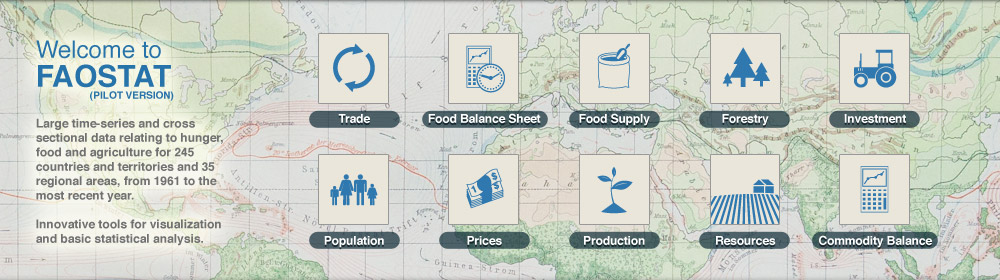 Welcome to
FAOSTAT
(PILOT VERSION)
Large time-series and cross
sectional data relating to hunger,
food and agriculture for 245
countries and territories and 35
regional areas, from 1961 to the
most recent year.
Innovative tools for visualization
and basic statistical analysis.
Trade
Food Balance Sheet
Food Supply
Forestry
Investment
Population
Prices
Production
Resources
Commodity Balance
Guinea-Strom